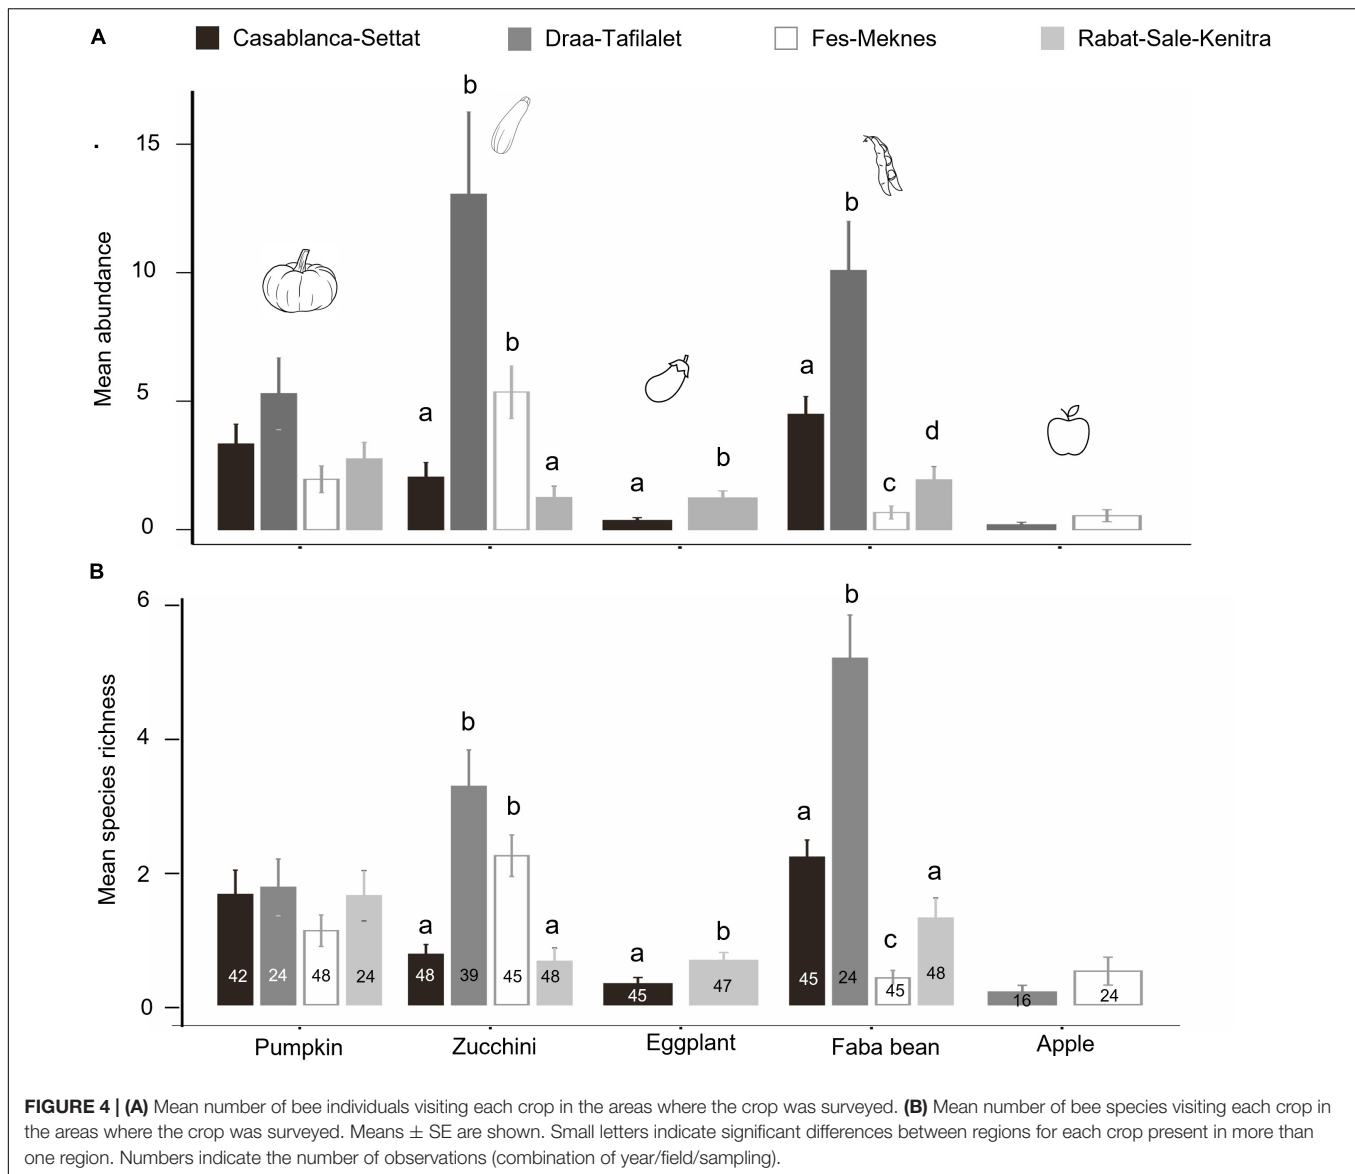 A Casablanca-Settat Draa-Tafilalet Fes-Meknes Rabat-Sale-Kenitra
Mean abundance
15
10
5
0
b
a
b
a
a
b
a
b
c
d
B
Mean species richness
6
4
2
0
42 24 48 24
a b b a
48 39 45 48
a b
45 47
a b c a
45 24 45 48
16 24
Pumpkin Zucchini Eggplant Faba bean Apple
FIGURE 4 | (A) Mean number of bee individuals visiting each crop in the areas where the crop was surveyed. (B) Mean number of bee species visiting each crop in
the areas where the crop was surveyed. Means ± SE are shown. Small letters indicate significant differences between regions for each crop present in more than
one region. Numbers indicate the number of observations (combination of year/field/sampling).